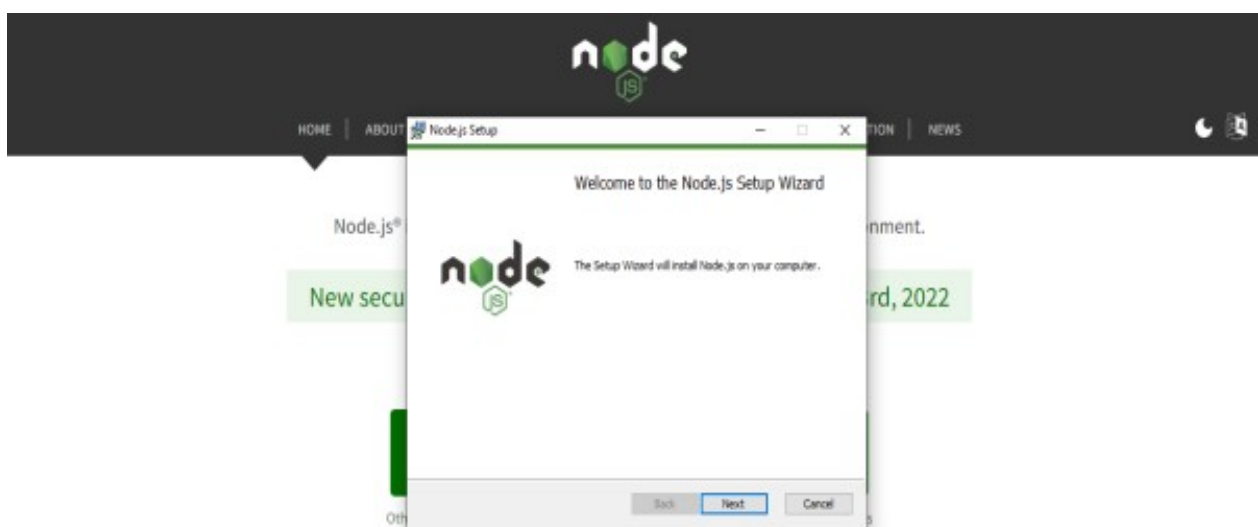 node
JS
HOME | ABOUT
TION | NEWS
Node.js Setup
Welcome to the Node.js Setup Wizard
The Setup Wizard will install Node.js on your computer.
node
JS
Node.js®
nment.
New secu
rd, 2022
Back Next Cancel
Oth
s